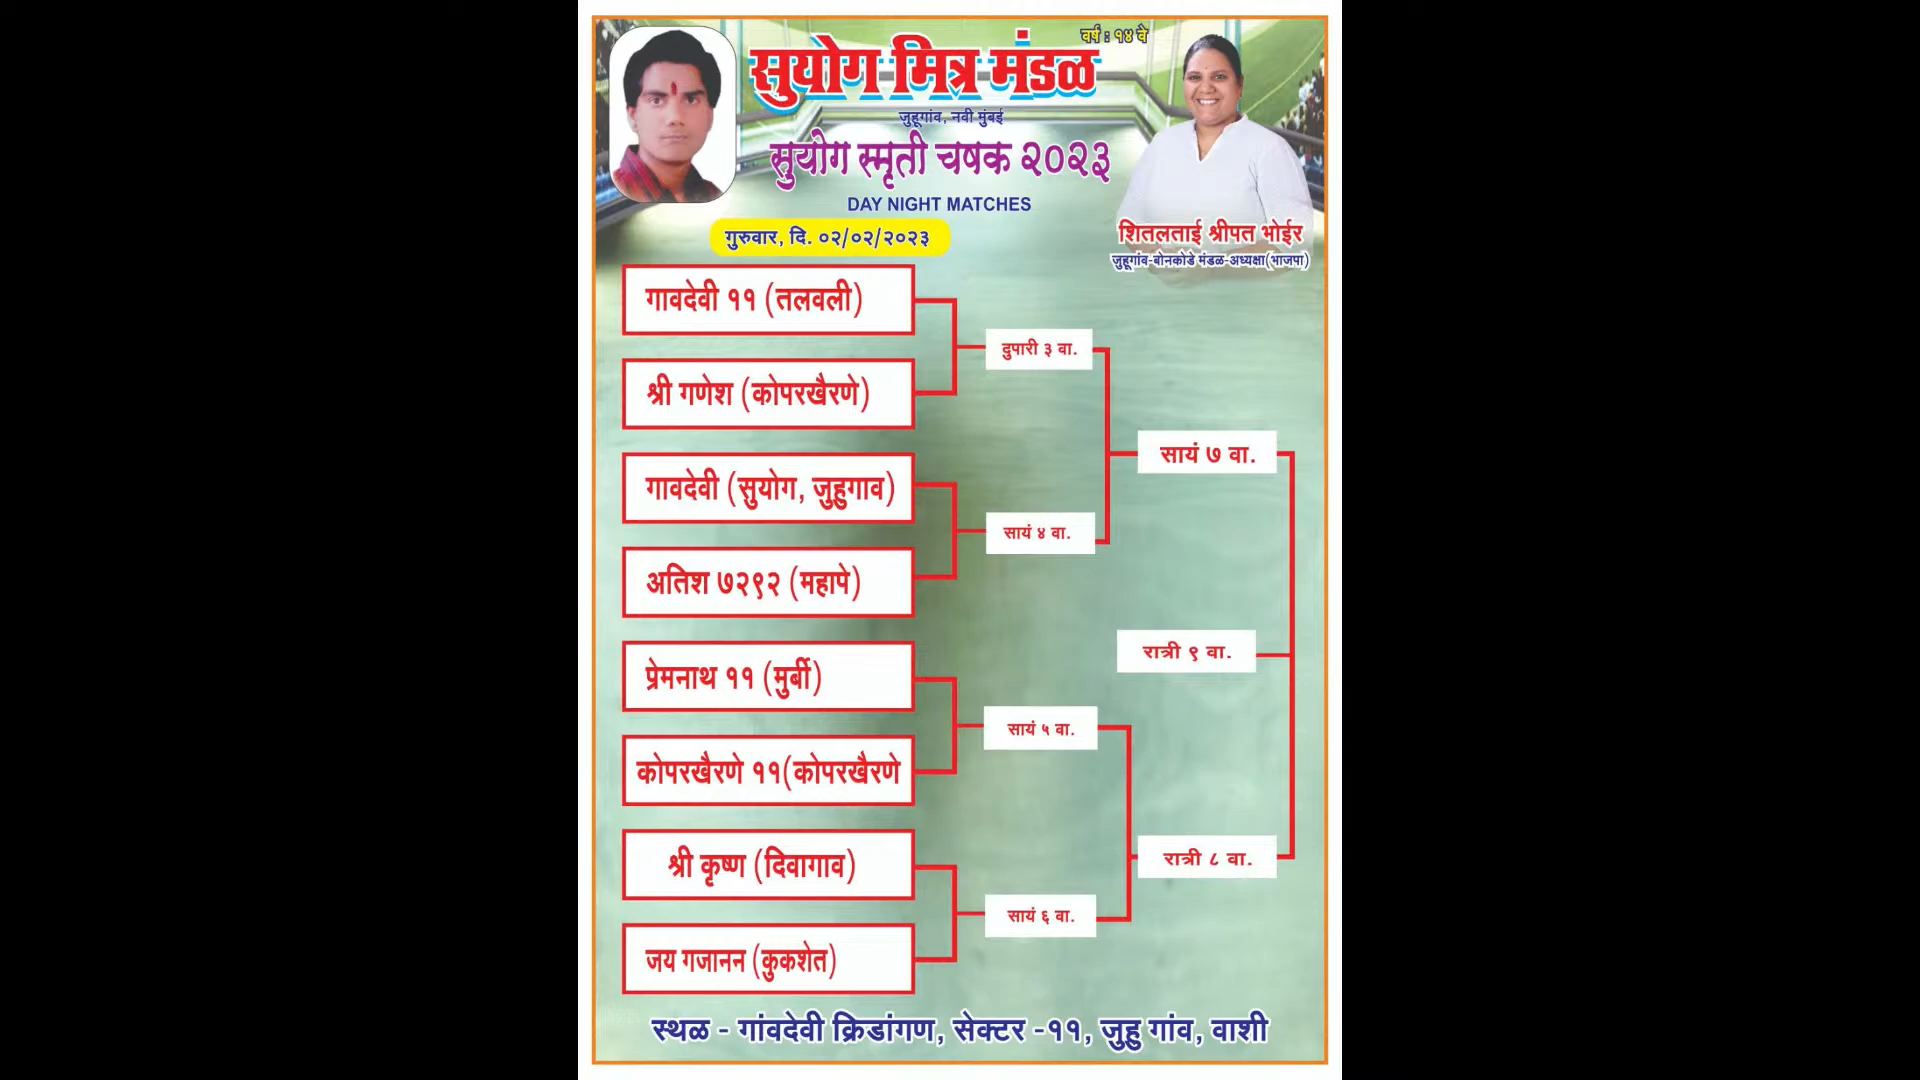 वर्ष : १४ वे
सुयोग मित्र मंडळ
जुहूगांव, नवी मुंबई
सुयोग स्मृती चषक २०२३
DAY NIGHT MATCHES
गुरुवार, दि. ०२/०२/२०२३
शितलताई श्रीपत भोईर
जुहूगांव-बोनकोडे मंडळ-अध्यक्षा(भाजपा)
गावदेवी ११ (तलवली)
दुपारी ३ वा.
श्री गणेश (कोपरखैरणे)
सायं ७ वा.
गावदेवी (सुयोग, जुहुगाव)
सायं ४ वा.
अतिश ७२९२ (महापे)
रात्री ९ वा.
प्रेमनाथ ११ (मुर्बी)
सायं ५ वा.
कोपरखैरणे ११(कोपरखैरणे
रात्री ८ वा.
श्री कृष्ण (दिवागाव)
सायं ६ वा.
जय गजानन (कुकशेत)
स्थळ - गांवदेवी क्रिडांगण, सेक्टर -११, जुहु गांव, वाशी